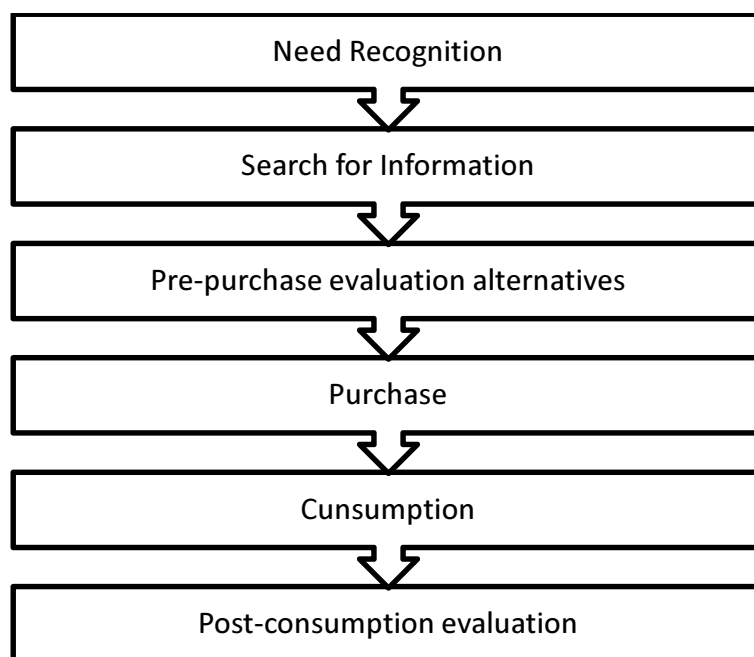 Need Recognition
Search for Information
Pre-purchase evaluation alternatives
Purchase
Cunsumption
Post-consumption evaluation